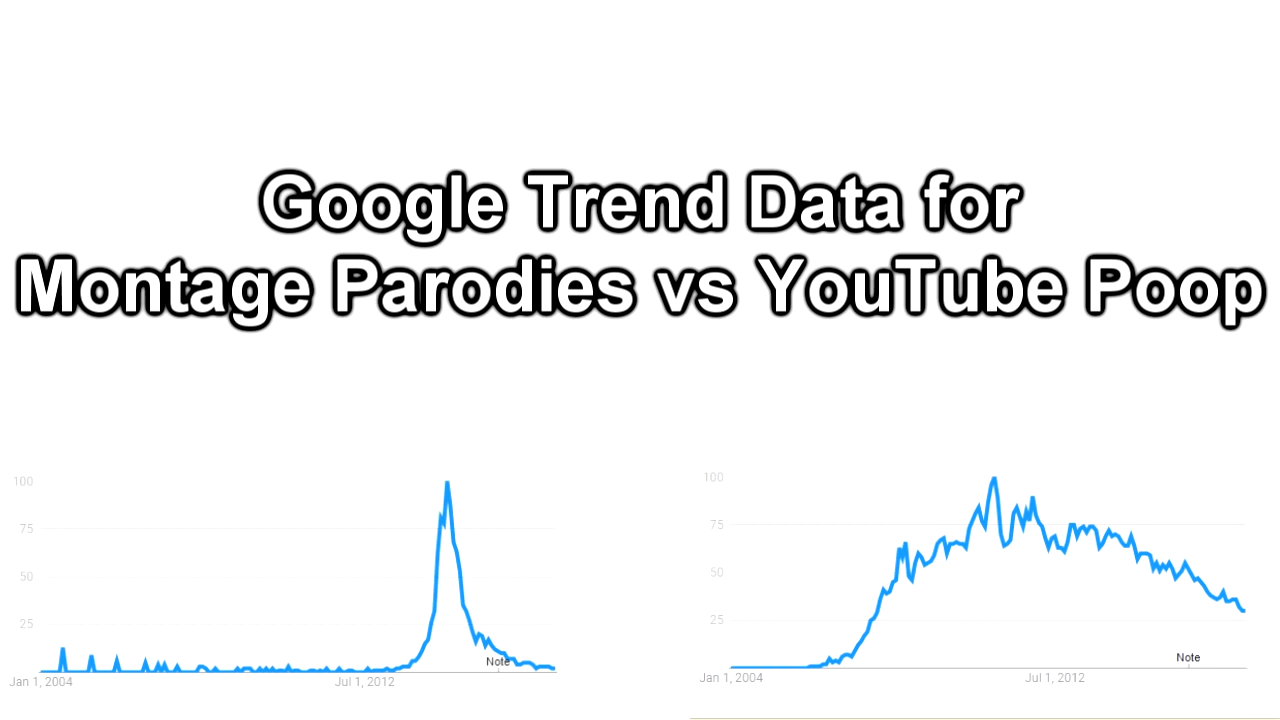 Google Trend Data for
Montage Parodies vs YouTube Poop
100
75
50
25
Note
Jan 1, 2004
Jul 1, 2012
100
75
50
25
Note
Jan 1, 2004
Jul 1, 2012